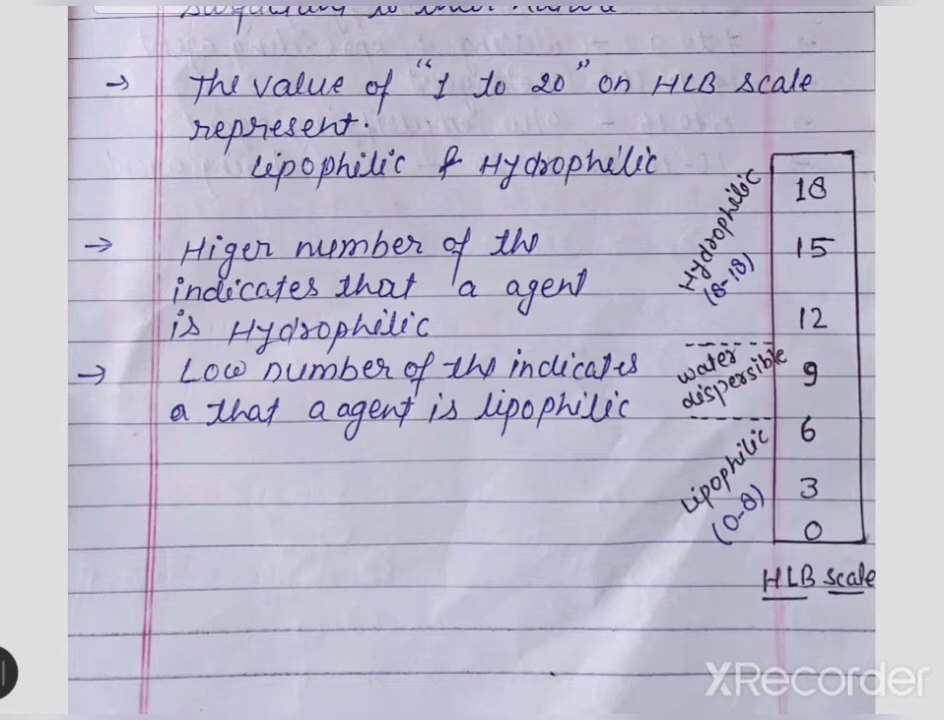 → The value of "1 to 20" on HLB scale
represent.
Lipophilic & Hydrophilic
→ Higer number of the
indicates that a agent
is Hydrophilic
→ Low number of the indicates
a that a agent is lipophilic
Hydrophilic
(8-18)
water
dispersible
Lipophilic
(0-8)
18
15
12
9
6
3
0
HLB scale
XRecorder